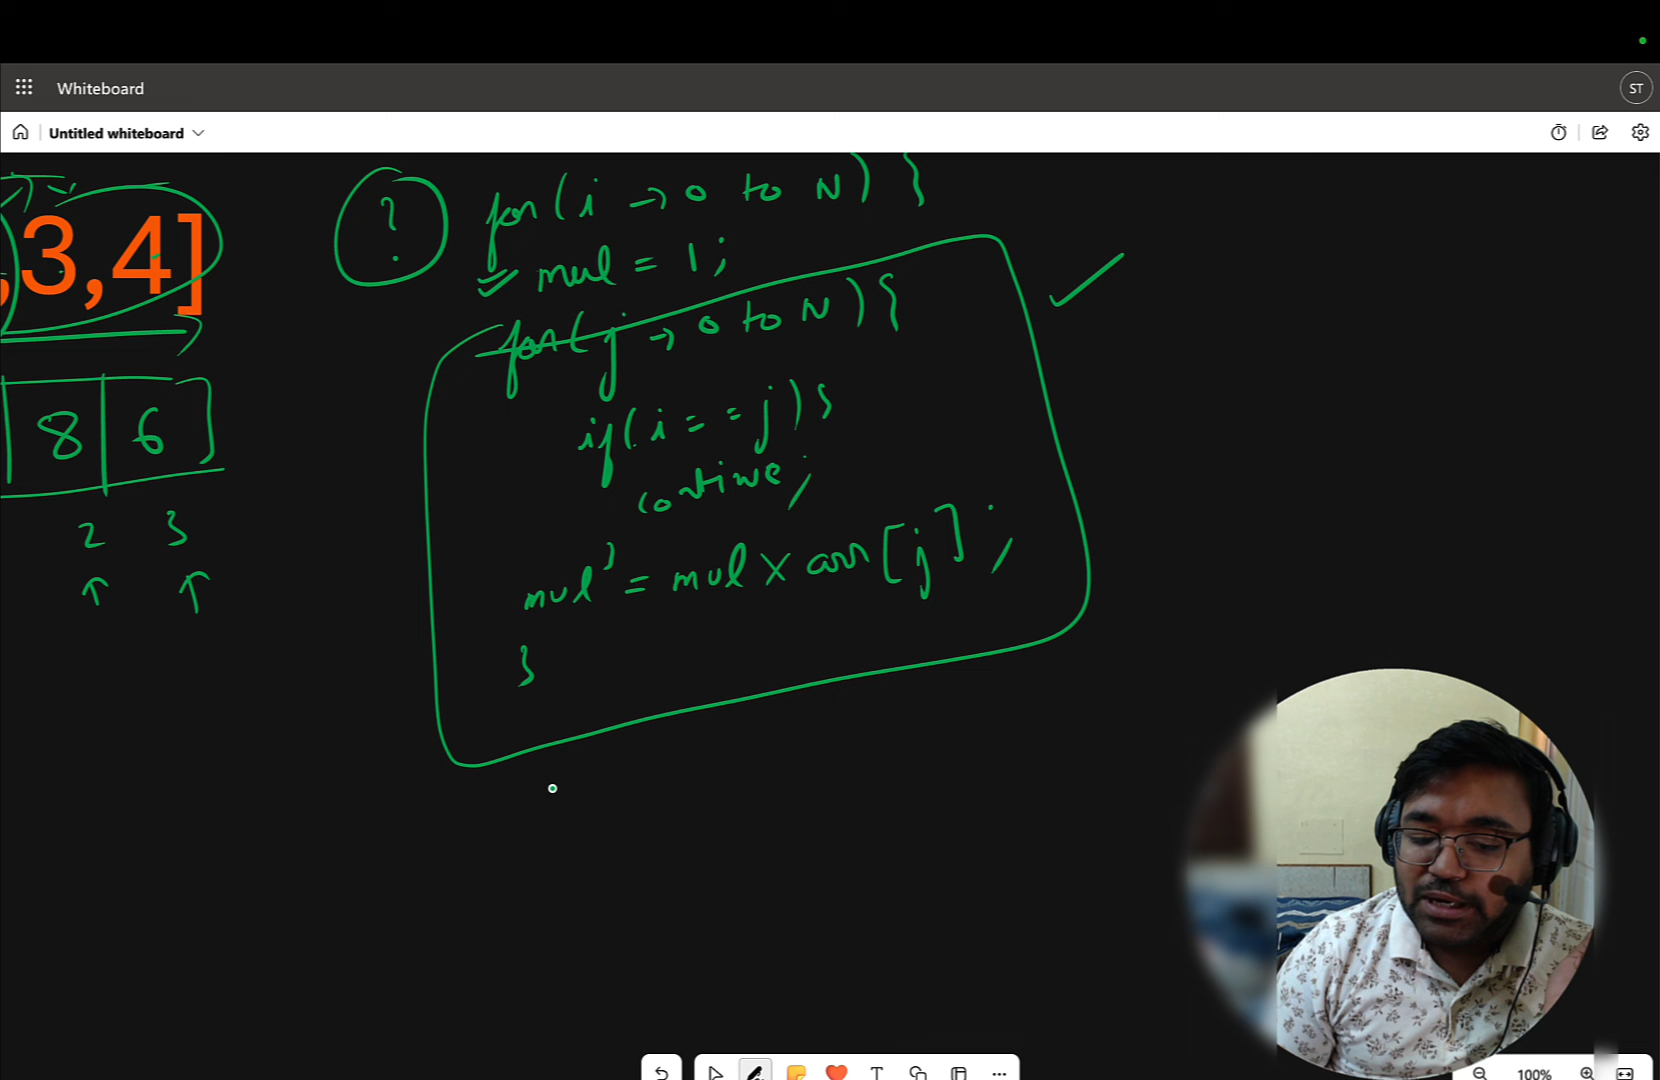 Whiteboard
ST
Untitled whiteboard
,3,4]
8 6
2 3
↑ ↑
?
for(i → 0 to N) {
mul = 1;
for(j → 0 to N) {
if(i == j) {
continue;
mul = mul x arr[j];
}
T
100%